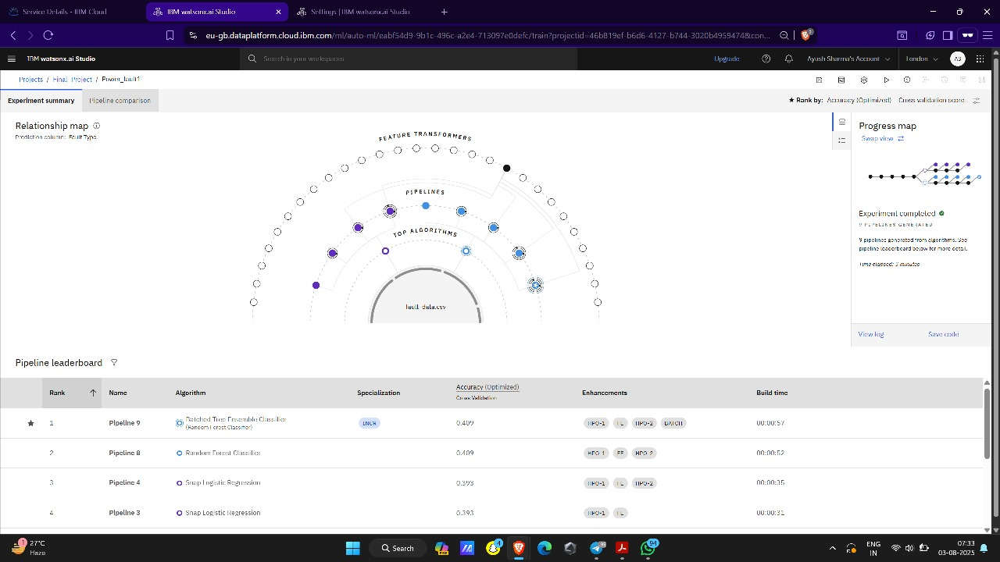 Service Details - IBM Cloud
IBM watsonx.ai Studio
Settings | IBM watsonx.ai Studio
eu-gb.dataplatform.cloud.ibm.com/ml/auto-ml/eabf54d9-9b1c-496c-a2e4-713097e0defc/train?projectid=46b819ef-b6d6-4127-b744-3020b4959474&con...
IBM watsonx.ai Studio
Search in your workspaces
Upgrade
Ayush Sharma's Account
London
AS
Projects / Final_Project / Power_fault1
Experiment summary
Pipeline comparison
Rank by: Accuracy (Optimized) Cross validation score
Relationship map
Prediction column: Fault Type
FEATURE TRANSFORMERS
PIPELINES
TOP ALGORITHMS
fault_data.csv
Progress map
Swap view
Experiment completed
9 PIPELINES GENERATED
9 pipelines generated from algorithms. See
pipeline leaderboard below for more detail.
Time elapsed: 3 minutes
View log
Save code
Pipeline leaderboard
Rank Name Algorithm Specialization Accuracy (Optimized) Enhancements Build time
Cross Validation
1 Pipeline 9 Batched Tree Ensemble Classifier INCR 0.409 HPO-1 FE HPO-2 BATCH 00:00:57
(Random Forest Classifier)
2 Pipeline 8 Random Forest Classifier 0.409 HPO-1 FE HPO-2 00:00:52
3 Pipeline 4 Snap Logistic Regression 0.393 HPO-1 FE HPO-2 00:00:35
4 Pipeline 3 Snap Logistic Regression 0.393 HPO-1 FE 00:00:31
27°C
Haze
Search
ENG
IN
07:33
03-08-2025